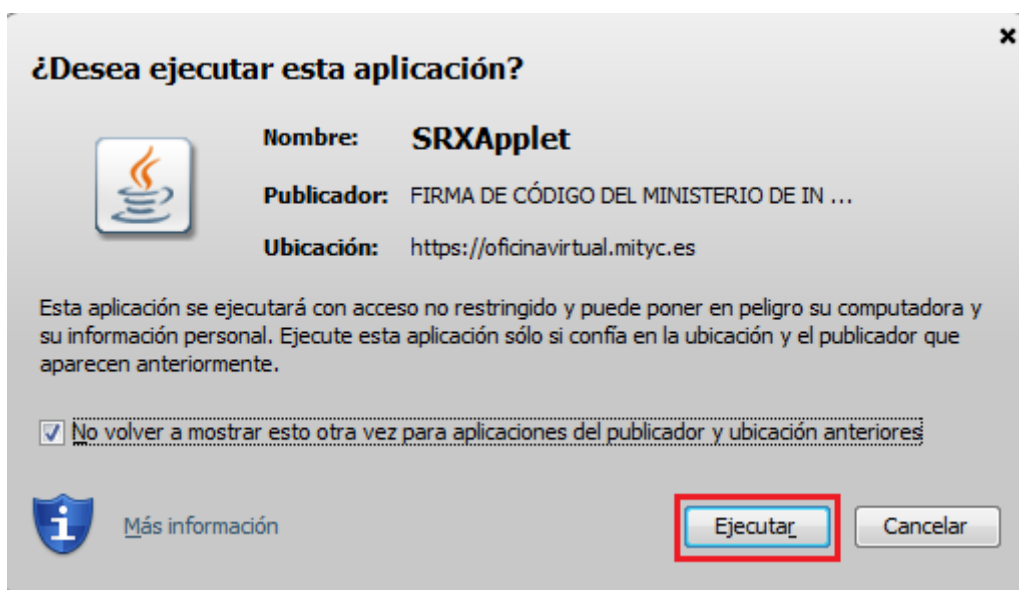 ¿Desea ejecutar esta aplicación?
Nombre: SRXApplet
Publicador: FIRMA DE CÓDIGO DEL MINISTERIO DE IN ...
Ubicación: https://oficinavirtual.mityc.es
Esta aplicación se ejecutará con acceso no restringido y puede poner en peligro su computadora y
su información personal. Ejecute esta aplicación sólo si confía en la ubicación y el publicador que
aparecen anteriormente.
No volver a mostrar esto otra vez para aplicaciones del publicador y ubicación anteriores
Más información
Ejecutar
Cancelar